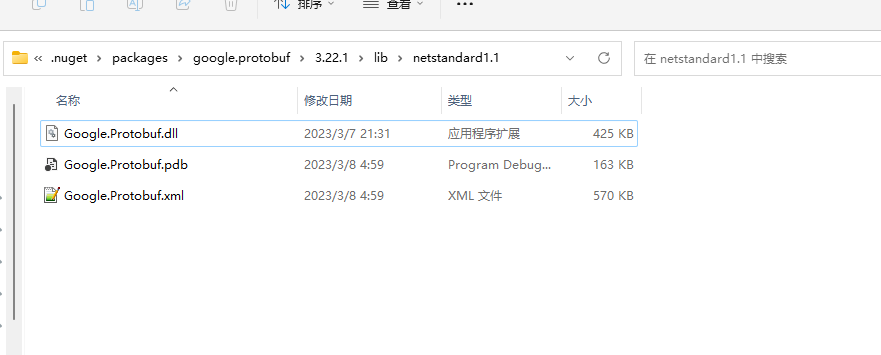 排序 查看
« .nuget > packages > google.protobuf > 3.22.1 > lib > netstandard1.1 在 netstandard1.1 中搜索
名称 修改日期 类型 大小
Google.Protobuf.dll 2023/3/7 21:31 应用程序扩展 425 KB
Google.Protobuf.pdb 2023/3/8 4:59 Program Debug... 163 KB
Google.Protobuf.xml 2023/3/8 4:59 XML 文件 570 KB